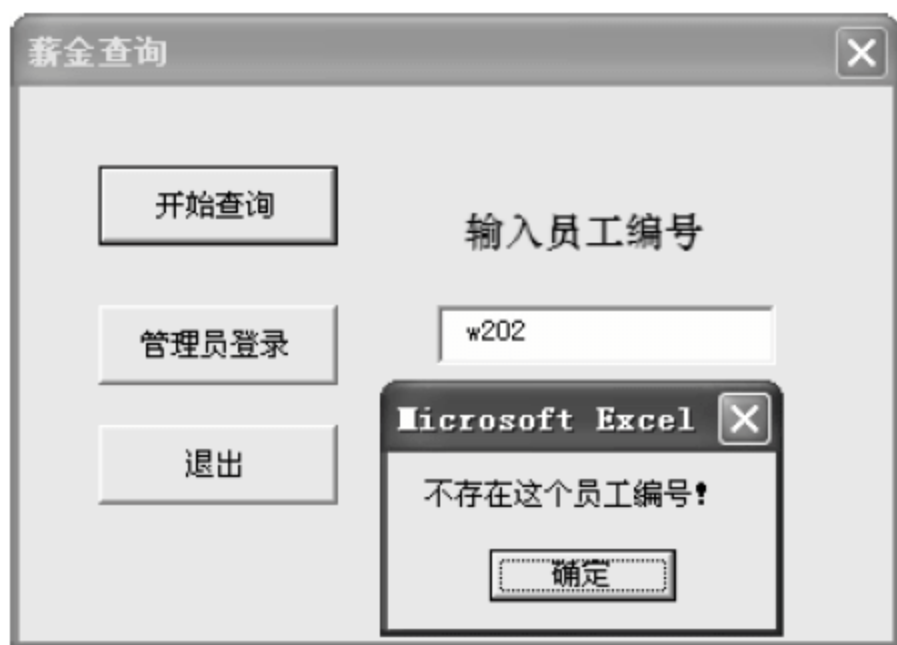 薪金查询
开始查询
输入员工编号
管理员登录
w202
退出
Microsoft Excel
不存在这个员工编号!
确定